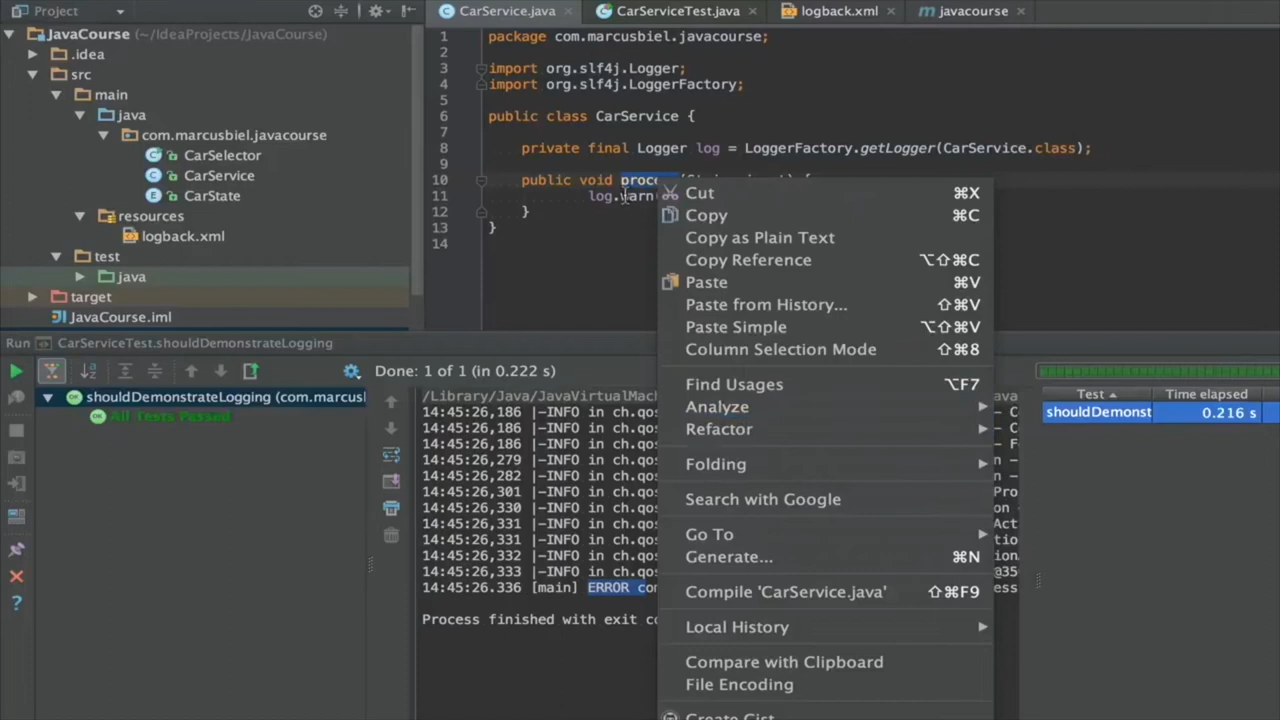 Project
CarService.java
CarServiceTest.java
logback.xml
javacourse
JavaCourse (~/IdeaProjects/JavaCourse)
.idea
src
main
java
com.marcusbiel.javacourse
CarSelector
CarService
CarState
resources
logback.xml
test
java
target
JavaCourse.iml
1 package com.marcusbiel.javacourse;
2
3 import org.slf4j.Logger;
4 import org.slf4j.LoggerFactory;
5
6 public class CarService {
7
8 private final Logger log = LoggerFactory.getLogger(CarService.class);
9
10 public void proce
11 log.warn(
12 }
13 }
14
Cut ⌘X
Copy ⌘C
Copy as Plain Text
Copy Reference ⌥⇧⌘C
Paste ⌘V
Paste from History... ⇧⌘V
Paste Simple ⌥⇧⌘V
Column Selection Mode ⇧⌘8
Find Usages ⌥F7
Analyze
Refactor
Folding
Search with Google
Go To
Generate... ⌘N
Compile 'CarService.java' ⇧⌘F9
Local History
Compare with Clipboard
File Encoding
Create Gist
Run CarServiceTest.shouldDemonstrateLogging
Done: 1 of 1 (in 0.222 s)
shouldDemonstrateLogging (com.marcusl
All Tests Passed
/Library/Java/JavaVirtualMach
14:45:26,186 |-INFO in ch.qos
14:45:26,186 |-INFO in ch.qos
14:45:26,186 |-INFO in ch.qos
14:45:26,279 |-INFO in ch.qos
14:45:26,282 |-INFO in ch.qos
14:45:26,301 |-INFO in ch.qos
14:45:26,330 |-INFO in ch.qos
14:45:26,331 |-INFO in ch.qos
14:45:26,331 |-INFO in ch.qos
14:45:26,332 |-INFO in ch.qos
14:45:26,333 |-INFO in ch.qos
14:45:26.336 [main] ERROR com
Process finished with exit co
Test Time elapsed
shouldDemonst 0.216 s